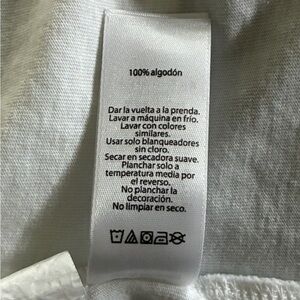 100% algodón
Dar la vuelta a la prenda.
Lavar a máquina en frío.
Lavar con colores
similares.
Usar solo blanqueadores
sin cloro.
Secar en secadora suave.
Planchar solo a
temperatura media por
el reverso.
No planchar la
decoración.
No limpiar en seco.